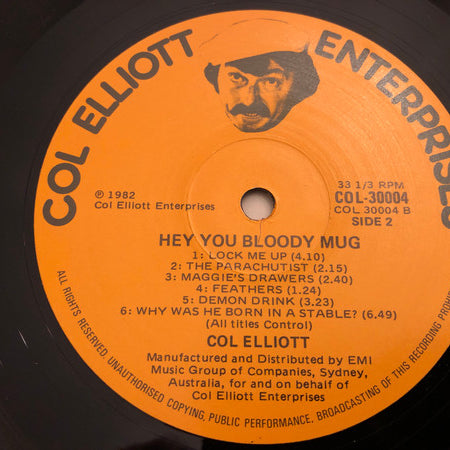 COL ELLIOTT ENTERPRISES
℗ 1982
Col Elliott Enterprises
33 1/3 RPM
COL-30004
COL 30004 B
SIDE 2
HEY YOU BLOODY MUG
1: LOCK ME UP (4.10)
2: THE PARACHUTIST (2.15)
3: MAGGIE'S DRAWERS (2.40)
4: FEATHERS (1.24)
5: DEMON DRINK (3.23)
6: WHY WAS HE BORN IN A STABLE? (6.49)
(All titles Control)
COL ELLIOTT
Manufactured and Distributed by EMI
Music Group of Companies, Sydney,
Australia, for and on behalf of
Col Elliott Enterprises
ALL RIGHTS RESERVED. UNAUTHORISED COPYING, PUBLIC PERFORMANCE, BROADCASTING OF THIS RECORDING